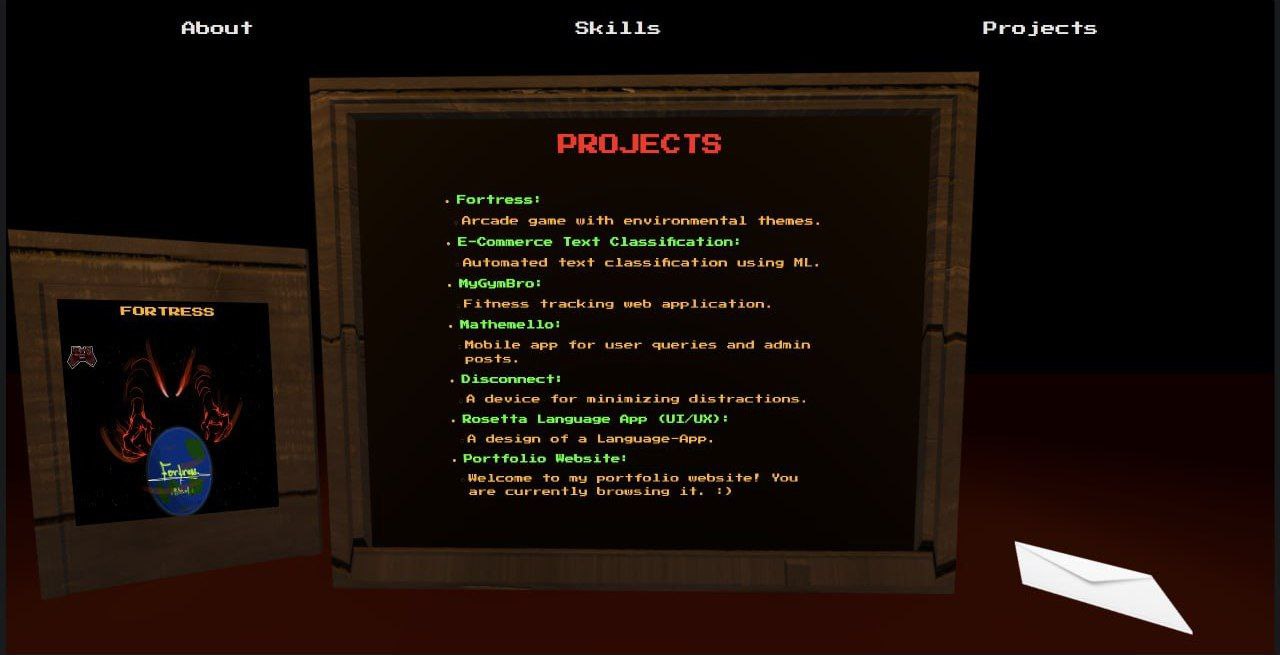 About
Skills
Projects
PROJECTS
Fortress:
Arcade game with environmental themes.
E-Commerce Text Classification:
Automated text classification using ML.
MyGymBro:
Fitness tracking web application.
Mathemello:
Mobile app for user queries and admin
posts.
Disconnect:
A device for minimizing distractions.
Rosetta Language App (UI/UX):
A design of a Language-App.
Portfolio Website:
Welcome to my portfolio website! You
are currently browsing it. :)
FORTRESS